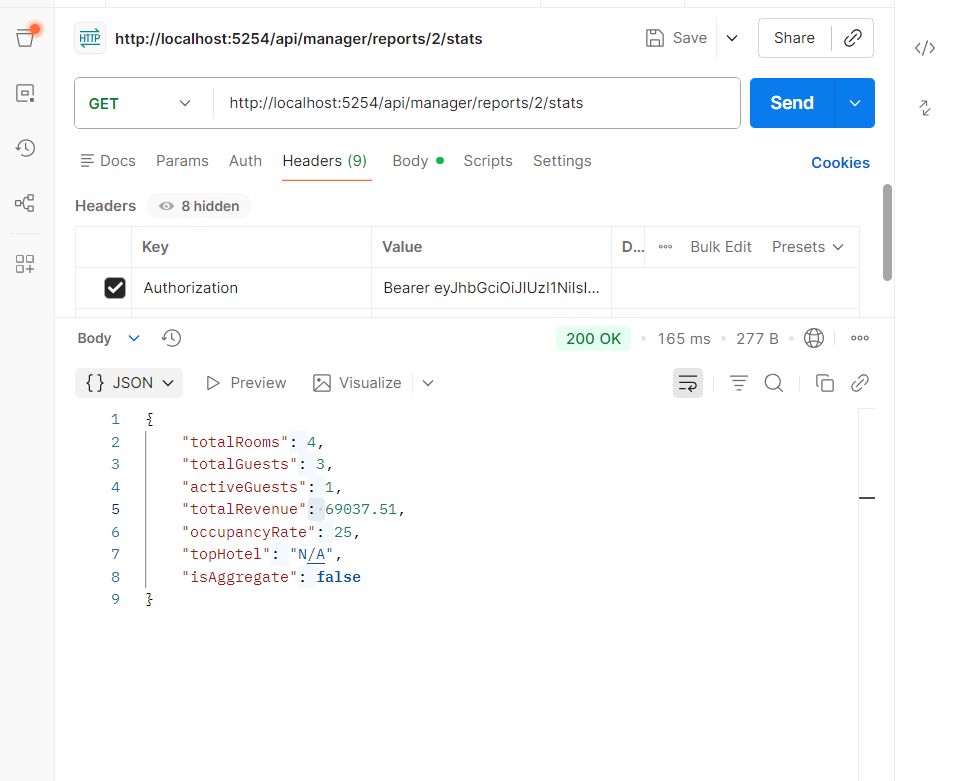 HTTP http://localhost:5254/api/manager/reports/2/stats Save Share
GET http://localhost:5254/api/manager/reports/2/stats Send
Docs Params Auth Headers (9) Body Scripts Settings Cookies
Headers 8 hidden
Key Value D... Bulk Edit Presets
Authorization Bearer eyJhbGciOiJIUzI1NiIsI...
Body 200 OK 165 ms 277 B
{} JSON Preview Visualize
1 {
2 "totalRooms": 4,
3 "totalGuests": 3,
4 "activeGuests": 1,
5 "totalRevenue": 69037.51,
6 "occupancyRate": 25,
7 "topHotel": "N/A",
8 "isAggregate": false
9 }